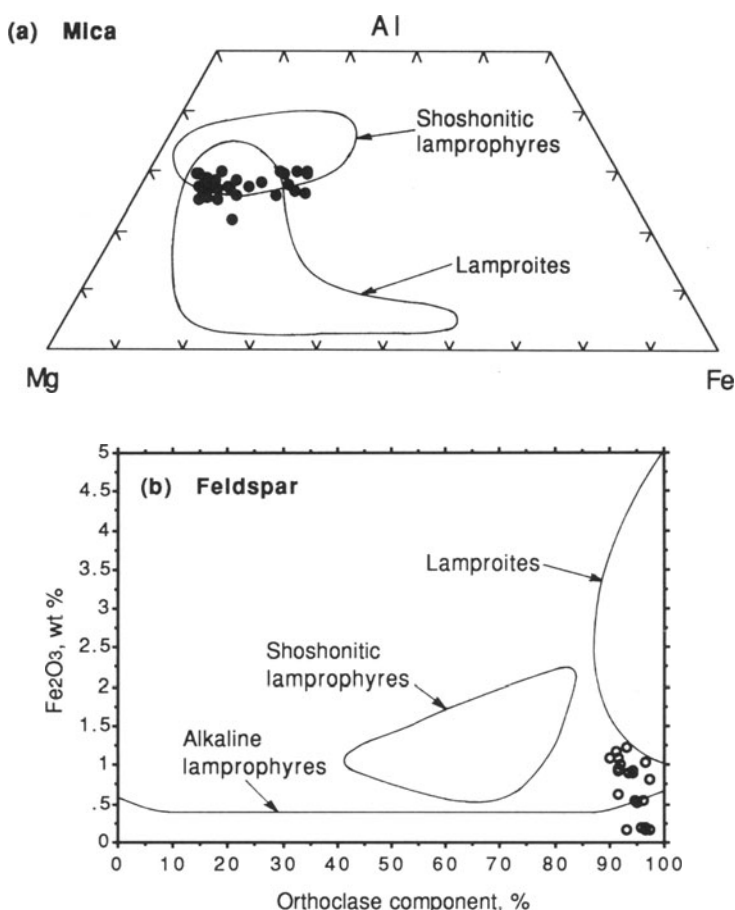 (a) Mica
Al
Shoshonitic
lamprophyres
Lamproites
Mg
Fe
(b) Feldspar
5
4.5
4
3.5
3
2.5
2
1.5
1
.5
0
Fe2O3, wt %
Lamproites
Shoshonitic
lamprophyres
Alkaline
lamprophyres
0 10 20 30 40 50 60 70 80 90 100
Orthoclase component, %